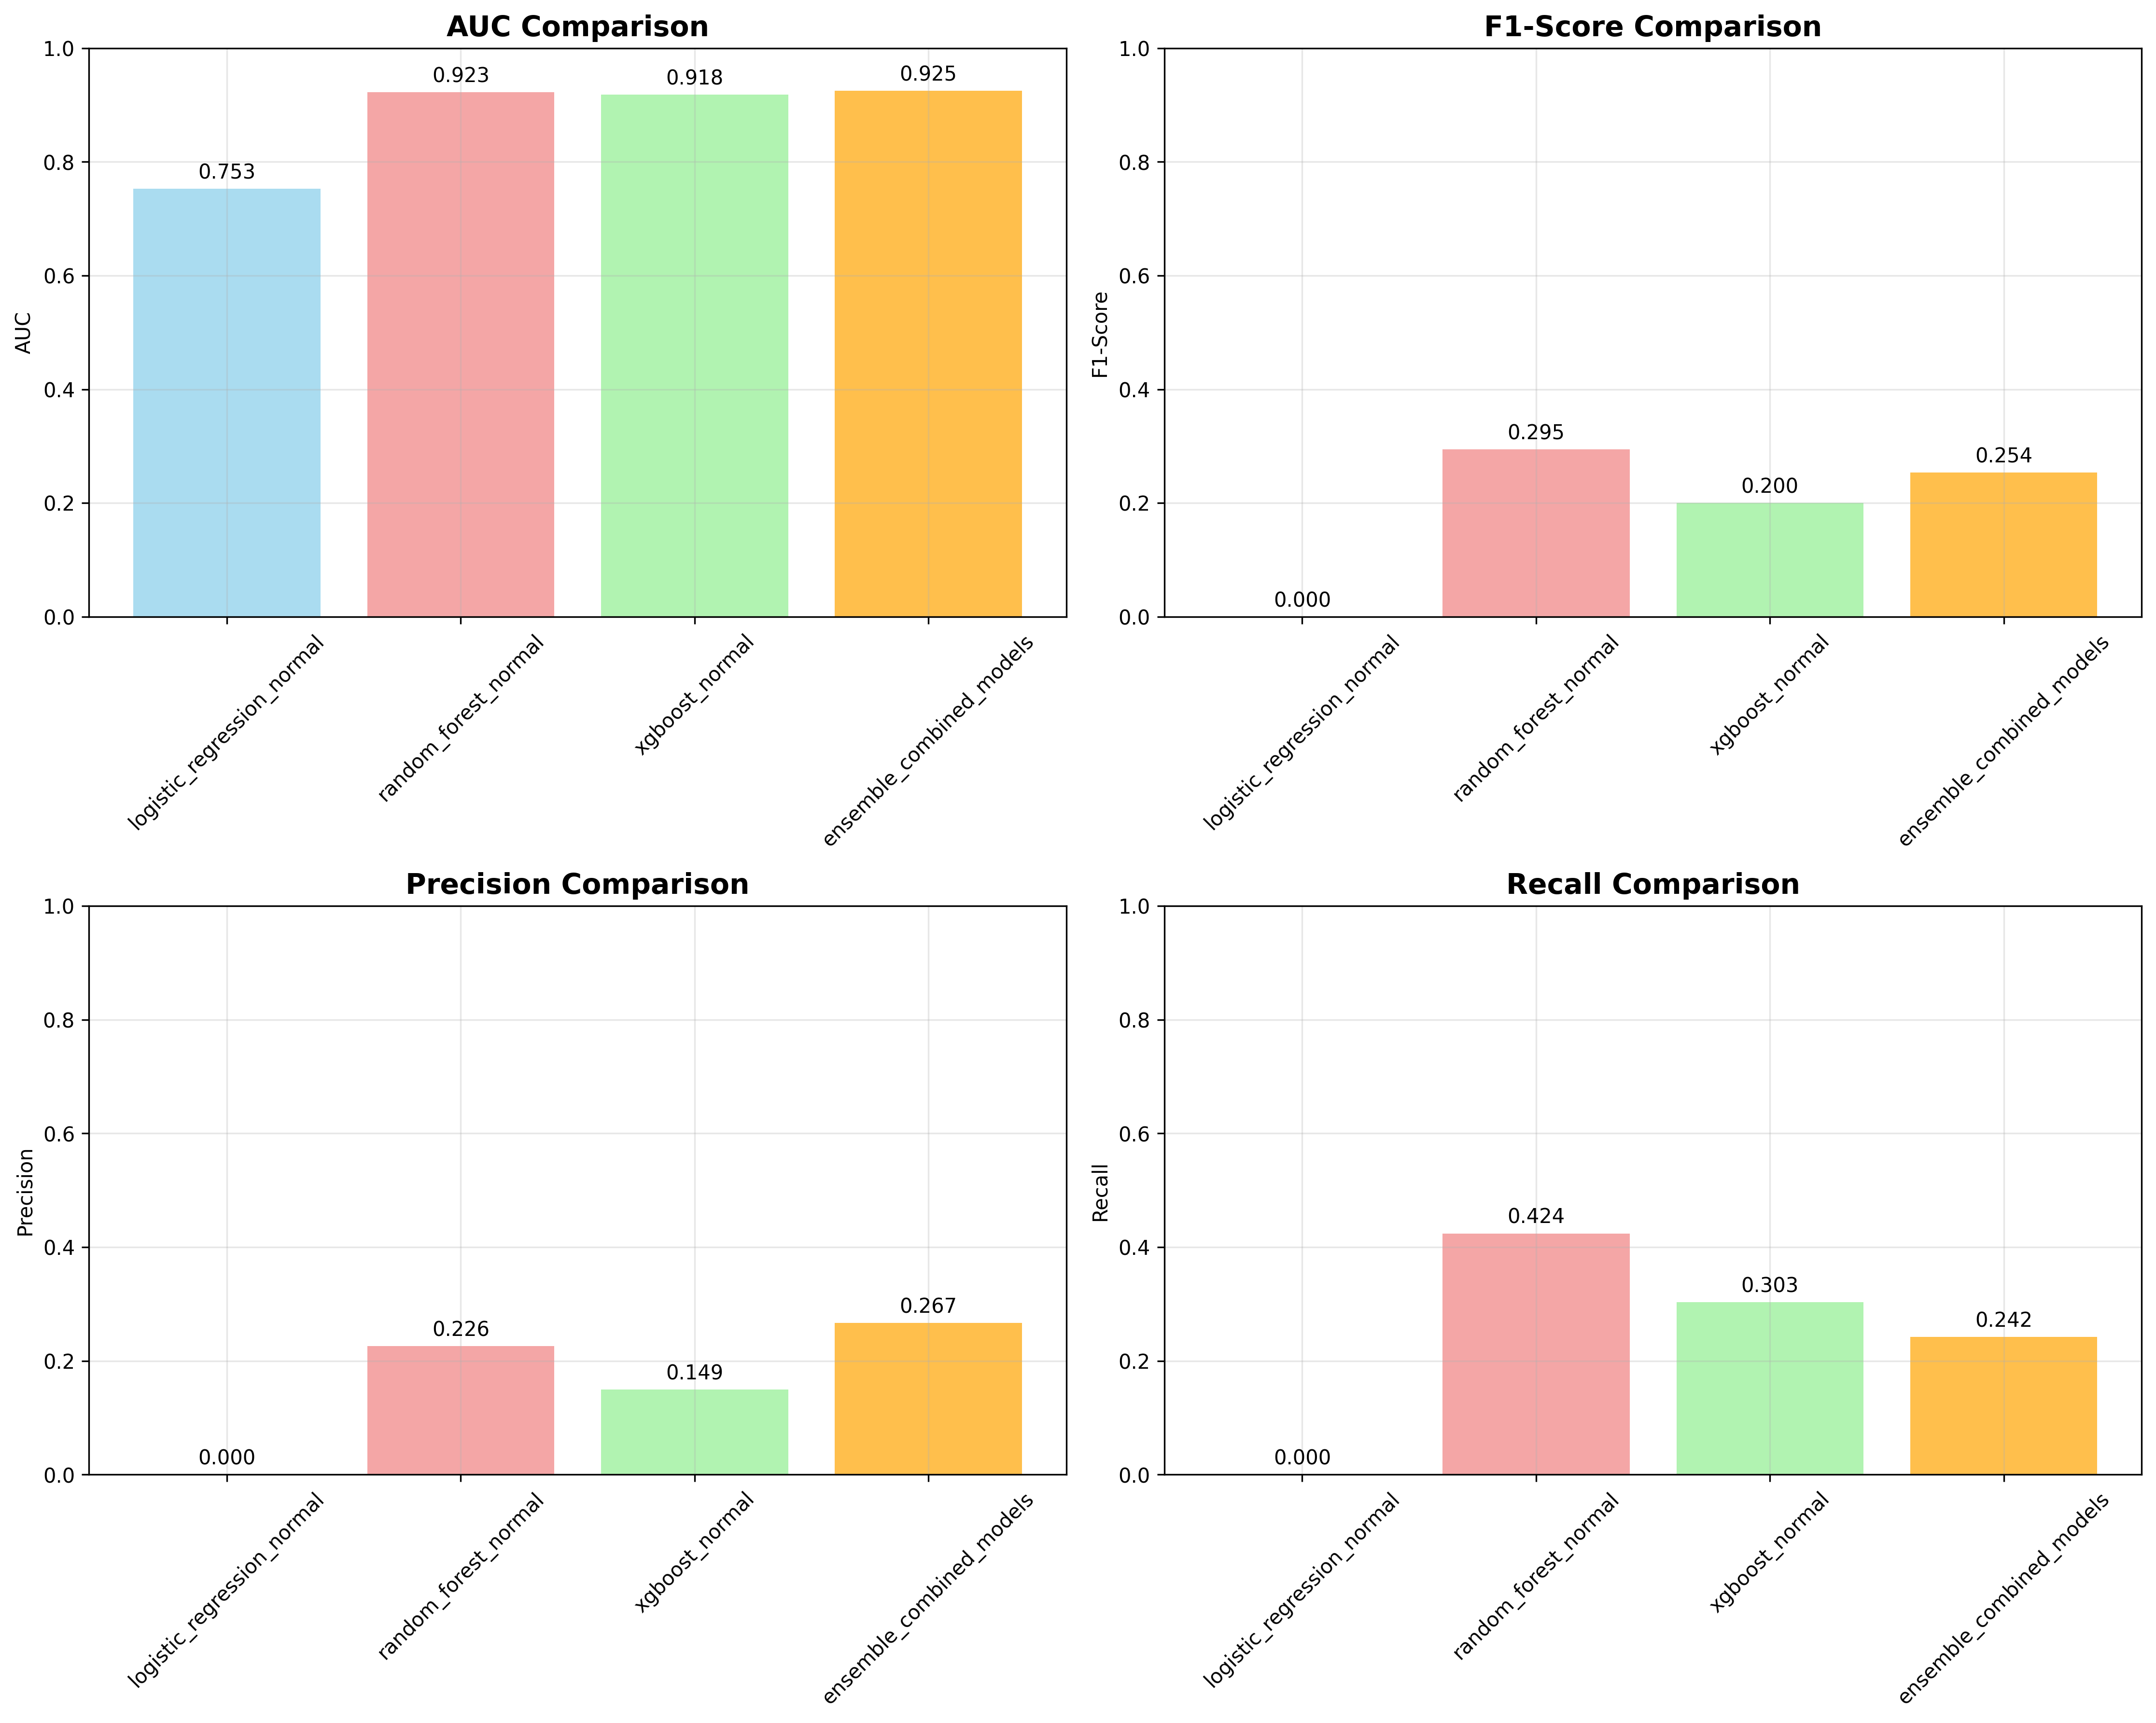 AUC Comparison
AUC
1.0
0.8
0.6
0.4
0.2
0.0
0.753
0.923
0.918
0.925
logistic_regression_normal
random_forest_normal
xgboost_normal
ensemble_combined_models
F1-Score Comparison
F1-Score
1.0
0.8
0.6
0.4
0.2
0.0
0.000
0.295
0.200
0.254
logistic_regression_normal
random_forest_normal
xgboost_normal
ensemble_combined_models
Precision Comparison
Precision
1.0
0.8
0.6
0.4
0.2
0.0
0.000
0.226
0.149
0.267
logistic_regression_normal
random_forest_normal
xgboost_normal
ensemble_combined_models
Recall Comparison
Recall
1.0
0.8
0.6
0.4
0.2
0.0
0.000
0.424
0.303
0.242
logistic_regression_normal
random_forest_normal
xgboost_normal
ensemble_combined_models